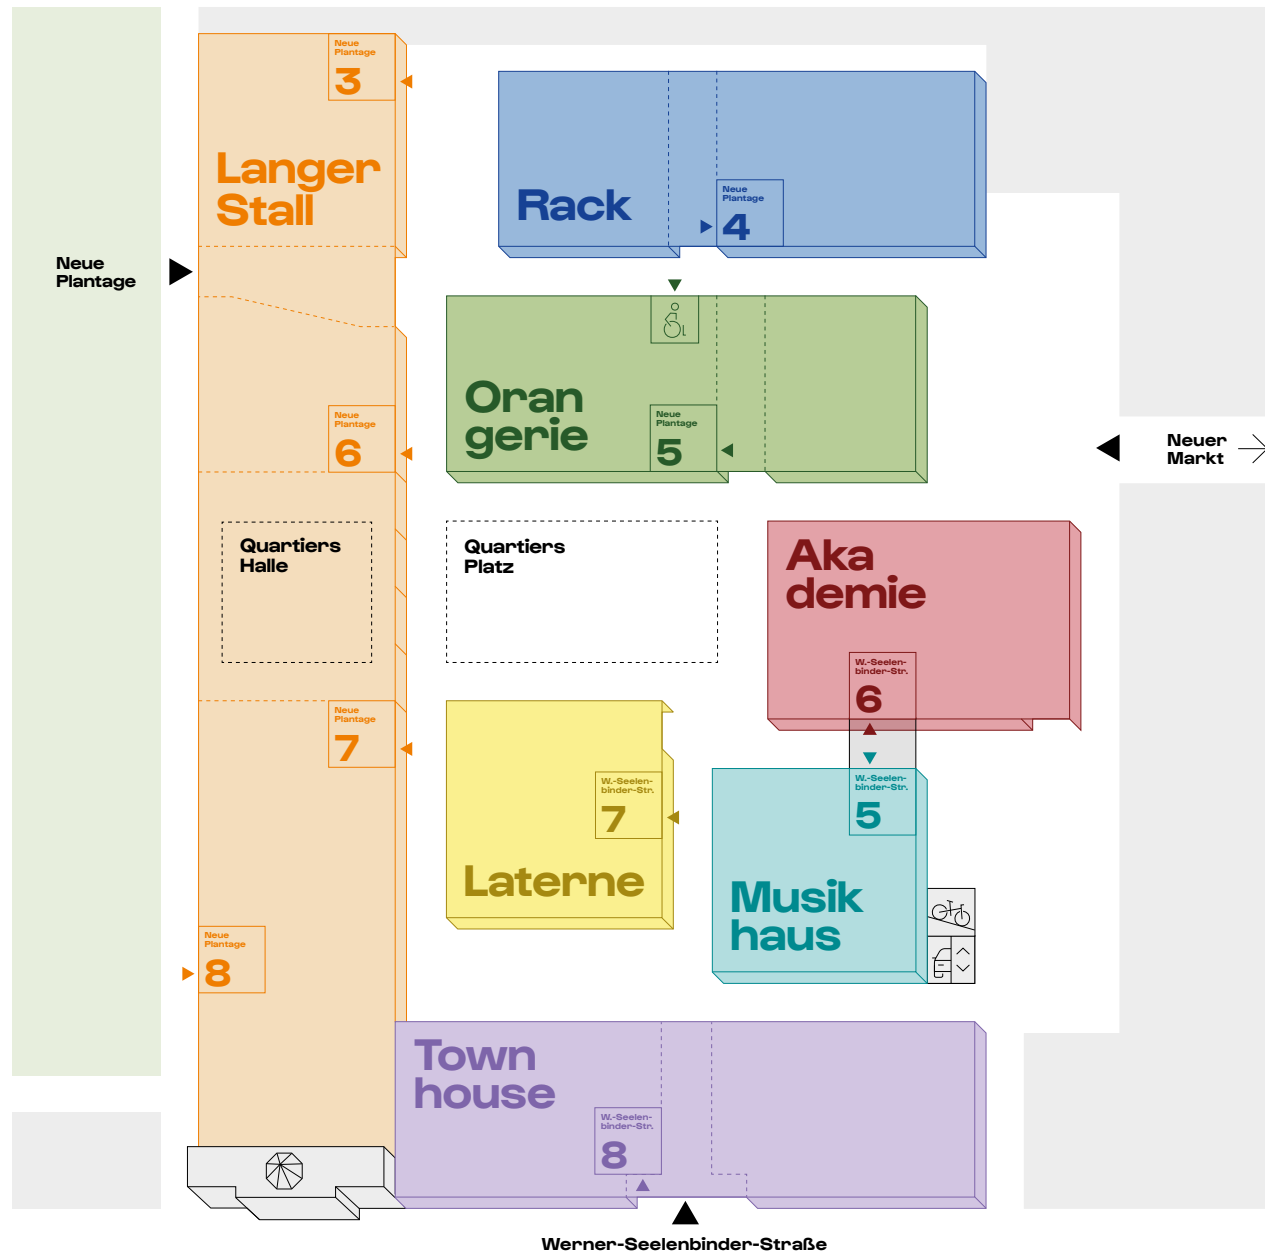 Neue
Plantage
3
Langer
Stall
Rack
Neue
Plantage
4
Neue
Plantage
Oran
gerie
Neue
Plantage
5
Neue
Plantage
6
Neuer
Markt
Quartiers
Halle
Quartiers
Platz
Aka
demie
W.-Seelen-
binder-Str.
6
Neue
Plantage
7
W.-Seelen-
binder-Str.
7
Laterne
W.-Seelen-
binder-Str.
5
Musik
haus
Neue
Plantage
8
Town
house
W.-Seelen-
binder-Str.
8
Werner-Seelenbinder-Straße